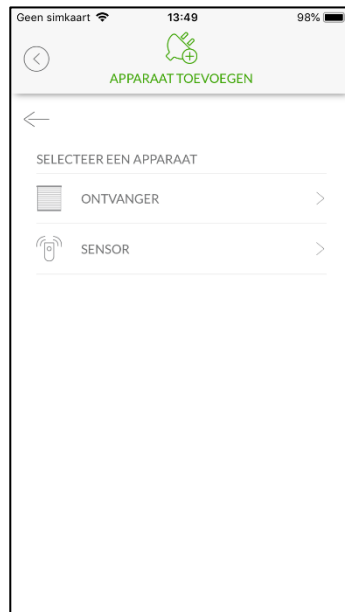 Geen simkaart 13:49 98%
APPARAAT TOEVOEGEN
SELECTEER EEN APPARAAT
ONTVANGER
SENSOR